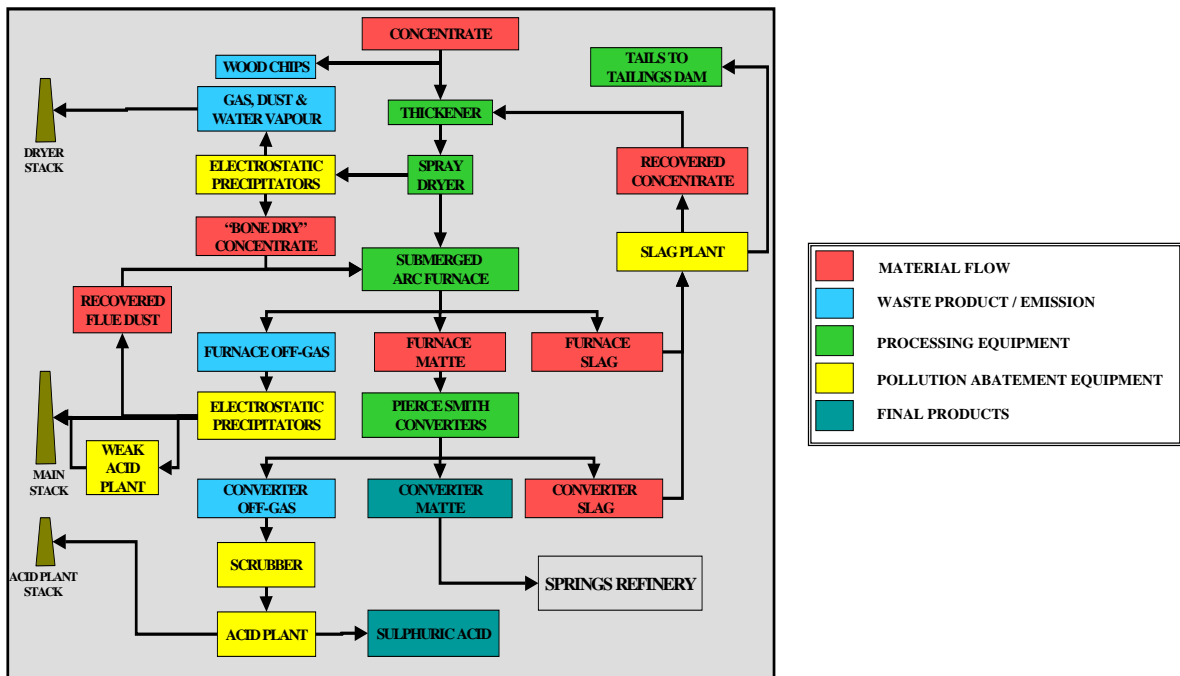 CONCENTRATE
WOOD CHIPS
TAILS TO
TAILINGS DAM
GAS, DUST &
WATER VAPOUR
THICKENER
DRYER
STACK
ELECTROSTATIC
PRECIPITATORS
SPRAY
DRYER
RECOVERED
CONCENTRATE
“BONE DRY”
CONCENTRATE
SUBMERGED
ARC FURNACE
SLAG PLANT
RECOVERED
FLUE DUST
FURNACE OFF-GAS
FURNACE
MATTE
FURNACE
SLAG
ELECTROSTATIC
PRECIPITATORS
PIERCE SMITH
CONVERTERS
WEAK
ACID
PLANT
MAIN
STACK
CONVERTER
OFF-GAS
CONVERTER
MATTE
CONVERTER
SLAG
SCRUBBER
SPRINGS REFINERY
ACID PLANT
STACK
ACID PLANT
SULPHURIC ACID
MATERIAL FLOW
WASTE PRODUCT / EMISSION
PROCESSING EQUIPMENT
POLLUTION ABATEMENT EQUIPMENT
FINAL PRODUCTS